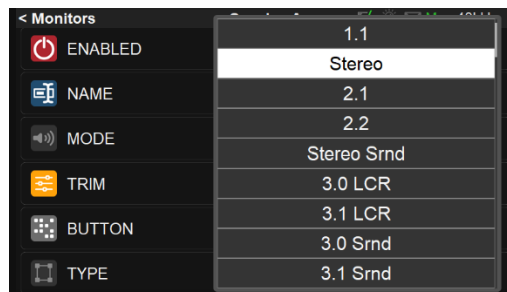 < Monitors
ENABLED
NAME
MODE
TRIM
BUTTON
TYPE
1.1
Stereo
2.1
2.2
Stereo Srnd
3.0 LCR
3.1 LCR
3.0 Srnd
3.1 Srnd